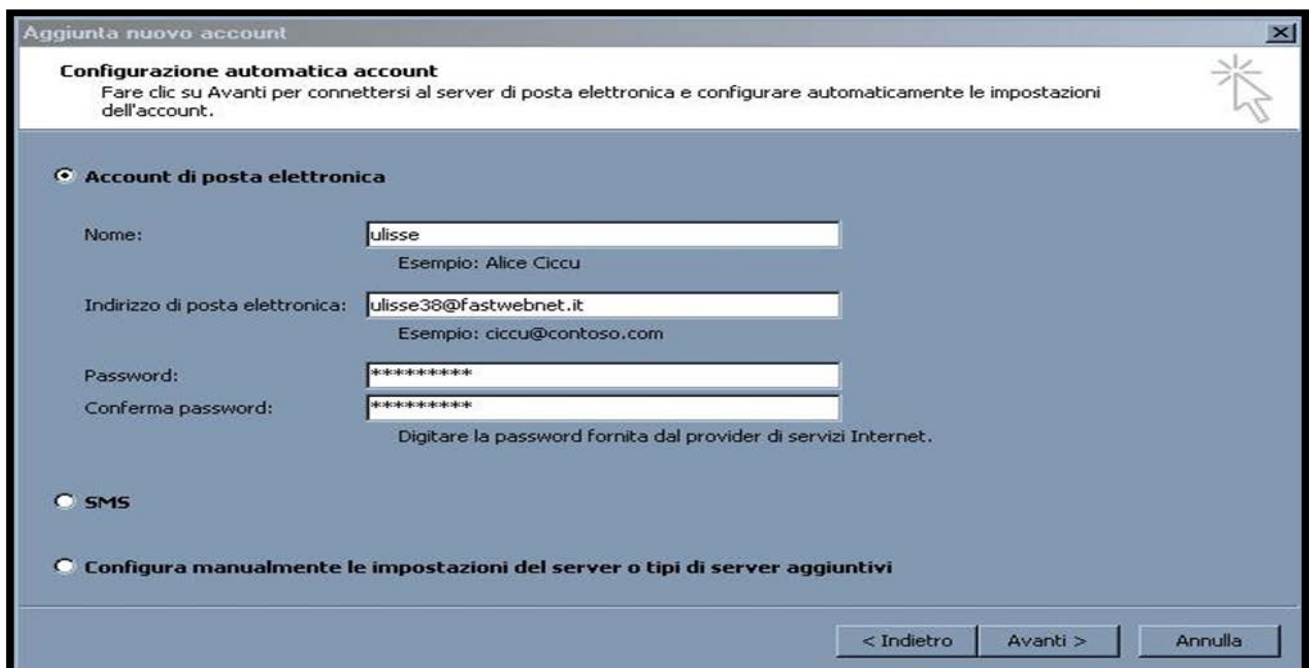 Aggiunta nuovo account
Configurazione automatica account
Fare clic su Avanti per connettersi al server di posta elettronica e configurare automaticamente le impostazioni
dell'account.
Account di posta elettronica
Nome: ulisse
Esempio: Alice Ciccu
Indirizzo di posta elettronica: ulisse38@fastwebnet.it
Esempio: ciccu@contoso.com
Password: *********
Conferma password: *********
Digitare la password fornita dal provider di servizi Internet.
SMS
Configura manualmente le impostazioni del server o tipi di server aggiuntivi
< Indietro Avanti > Annulla